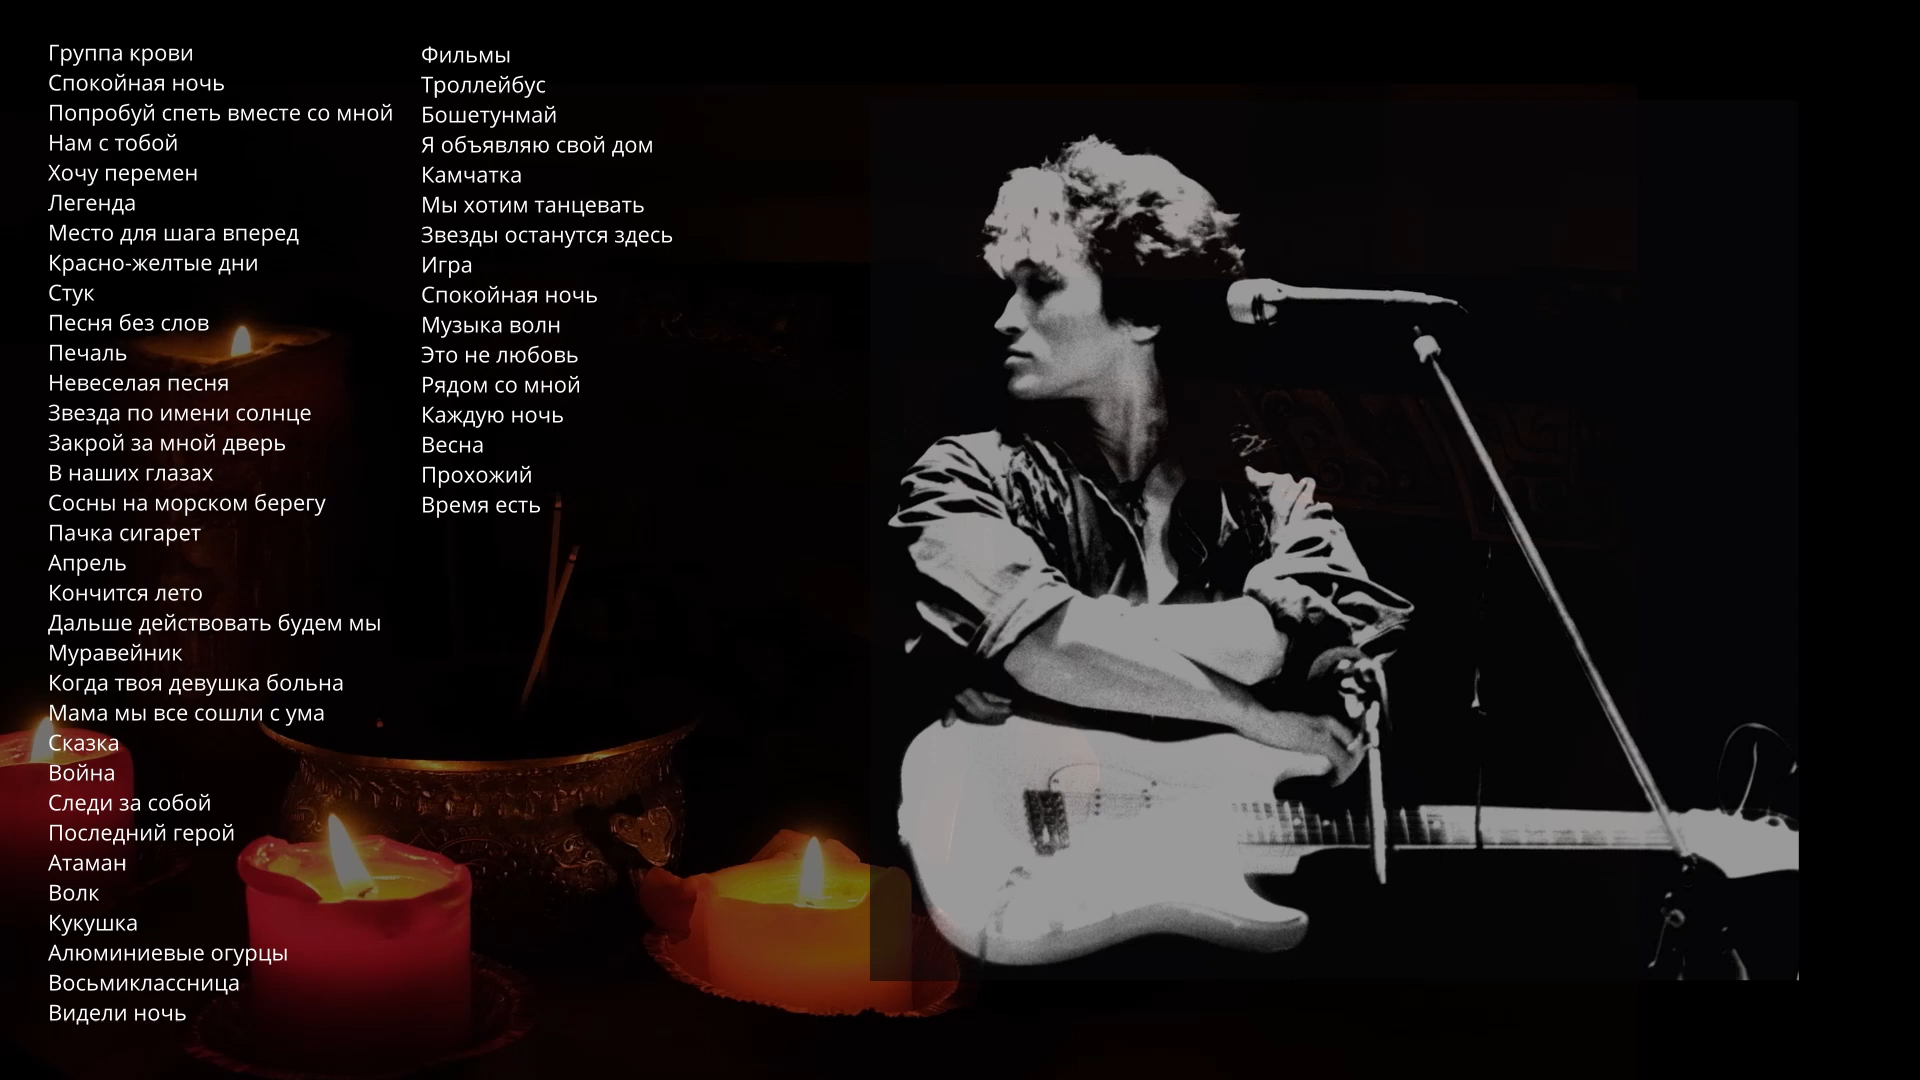 Группа крови
Спокойная ночь
Попробуй спеть вместе со мной
Нам с тобой
Хочу перемен
Легенда
Место для шага вперед
Красно-желтые дни
Стук
Песня без слов
Печаль
Невеселая песня
Звезда по имени солнце
Закрой за мной дверь
В наших глазах
Сосны на морском берегу
Пачка сигарет
Апрель
Кончится лето
Дальше действовать будем мы
Муравейник
Когда твоя девушка больна
Мама мы все сошли с ума
Сказка
Война
Следи за собой
Последний герой
Атаман
Волк
Кукушка
Алюминиевые огурцы
Восьмиклассница
Видели ночь
Фильмы
Троллейбус
Бошетунмай
Я объявляю свой дом
Камчатка
Мы хотим танцевать
Звезды останутся здесь
Игра
Спокойная ночь
Музыка волн
Это не любовь
Рядом со мной
Каждую ночь
Весна
Прохожий
Время есть